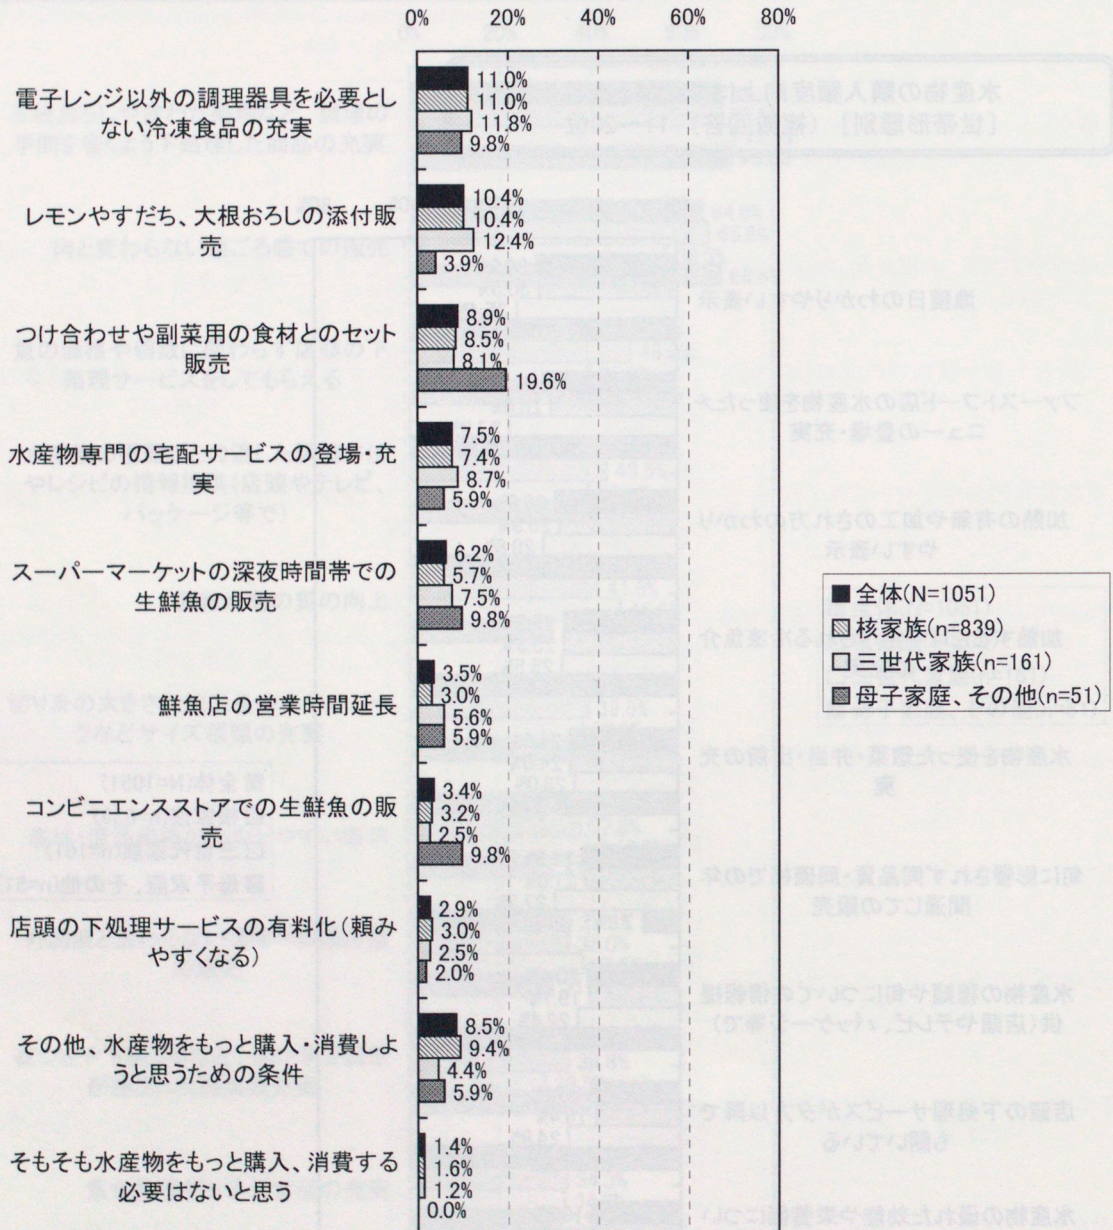 0% 20% 40% 60% 80%
電子レンジ以外の調理器具を必要とし
ない冷凍食品の充実
11.0%
11.0%
11.8%
9.8%
レモンやすだち、大根おろしの添付販
売
10.4%
10.4%
12.4%
3.9%
つけ合わせや副菜用の食材とのセット
販売
8.9%
8.5%
8.1%
19.6%
水産物専門の宅配サービスの登場・充
実
7.5%
7.4%
8.7%
5.9%
スーパーマーケットの深夜時間帯での
生鮮魚の販売
6.2%
5.7%
7.5%
9.8%
鮮魚店の営業時間延長
3.5%
3.0%
5.6%
5.9%
コンビニエンスストアでの生鮮魚の販
売
3.4%
3.2%
2.5%
9.8%
店頭の下処理サービスの有料化(頼み
やすくなる)
2.9%
3.0%
2.5%
2.0%
その他、水産物をもっと購入・消費しよ
うと思うための条件
8.5%
9.4%
4.4%
5.9%
そもそも水産物をもっと購入、消費する
必要はないと思う
1.4%
1.6%
1.2%
0.0%
全体(N=1051)
核家族(n=839)
三世代家族(n=161)
母子家庭、その他(n=51)